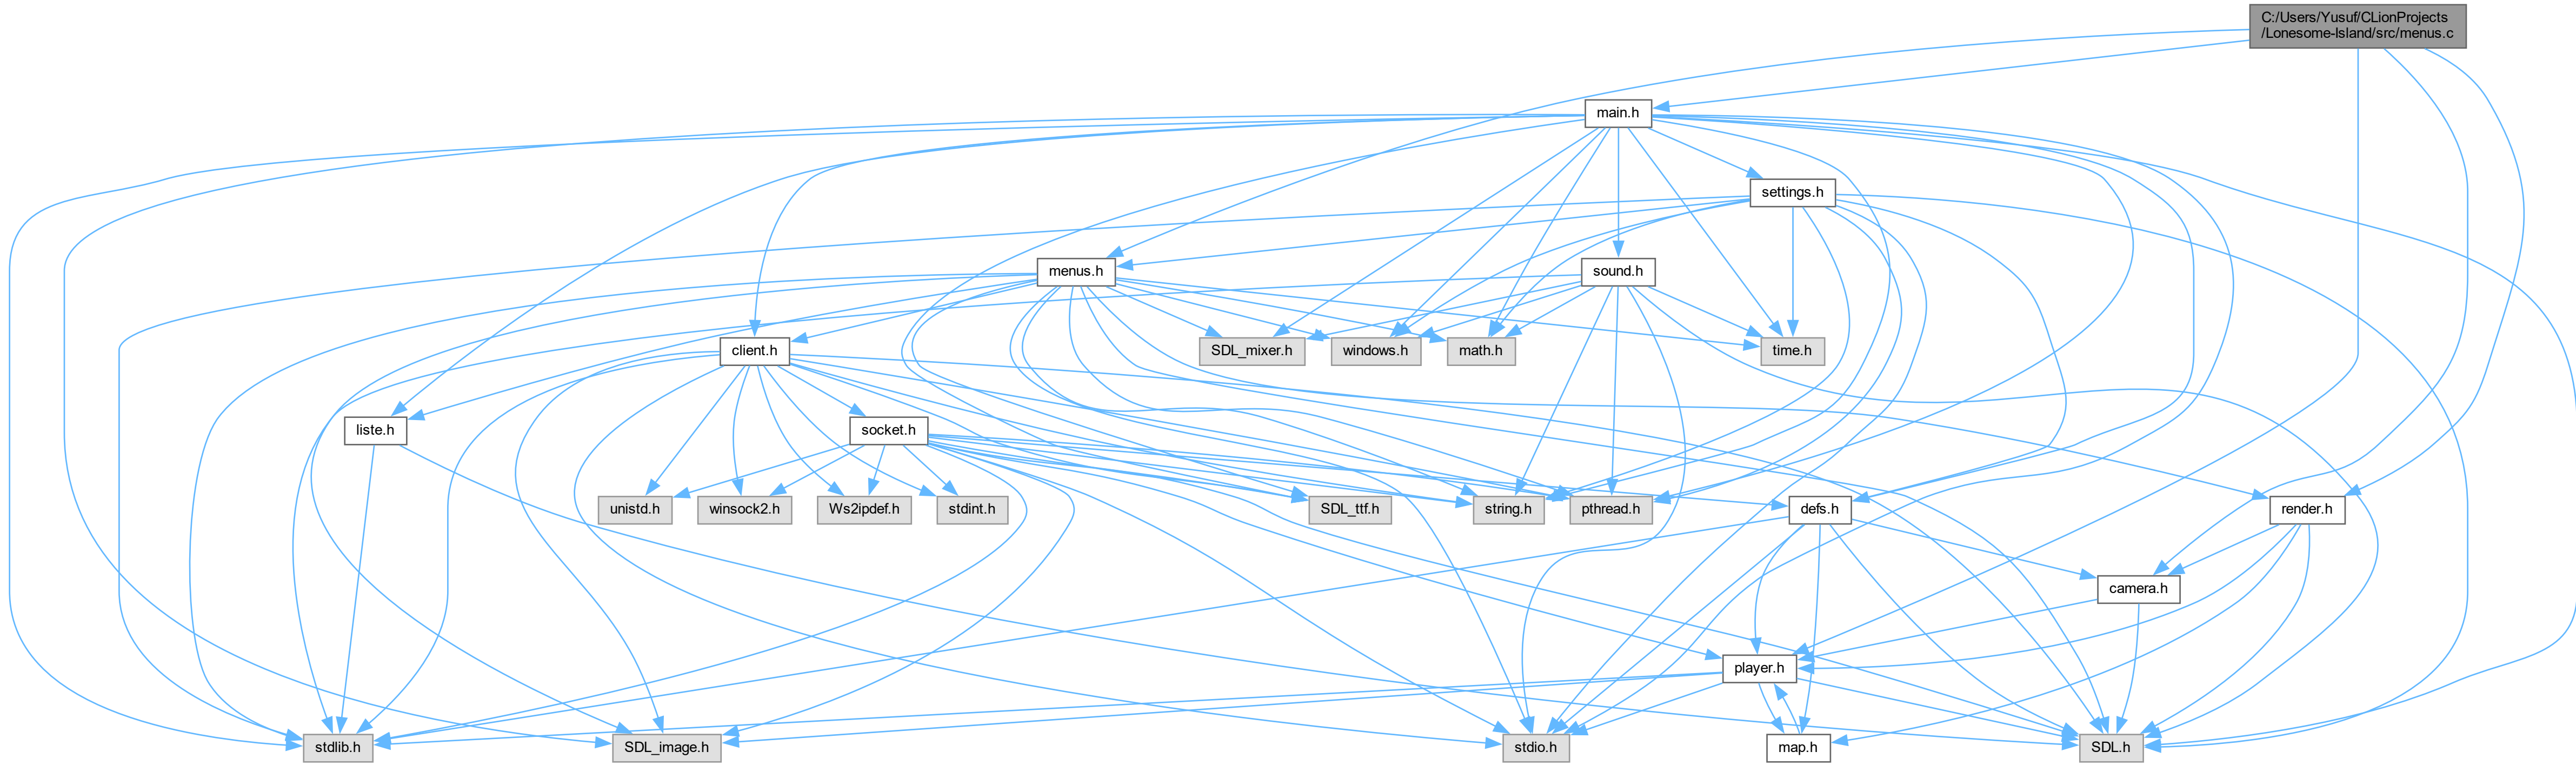 C:/Users/Yusuf/CLionProjects
/Lonesome-Island/src/menus.c
main.h
settings.h
menus.h
sound.h
client.h
SDL_mixer.h
windows.h
math.h
time.h
liste.h
socket.h
unistd.h
winsock2.h
Ws2ipdef.h
stdint.h
SDL_ttf.h
string.h
pthread.h
defs.h
render.h
camera.h
player.h
stdlib.h
SDL_image.h
stdio.h
map.h
SDL.h